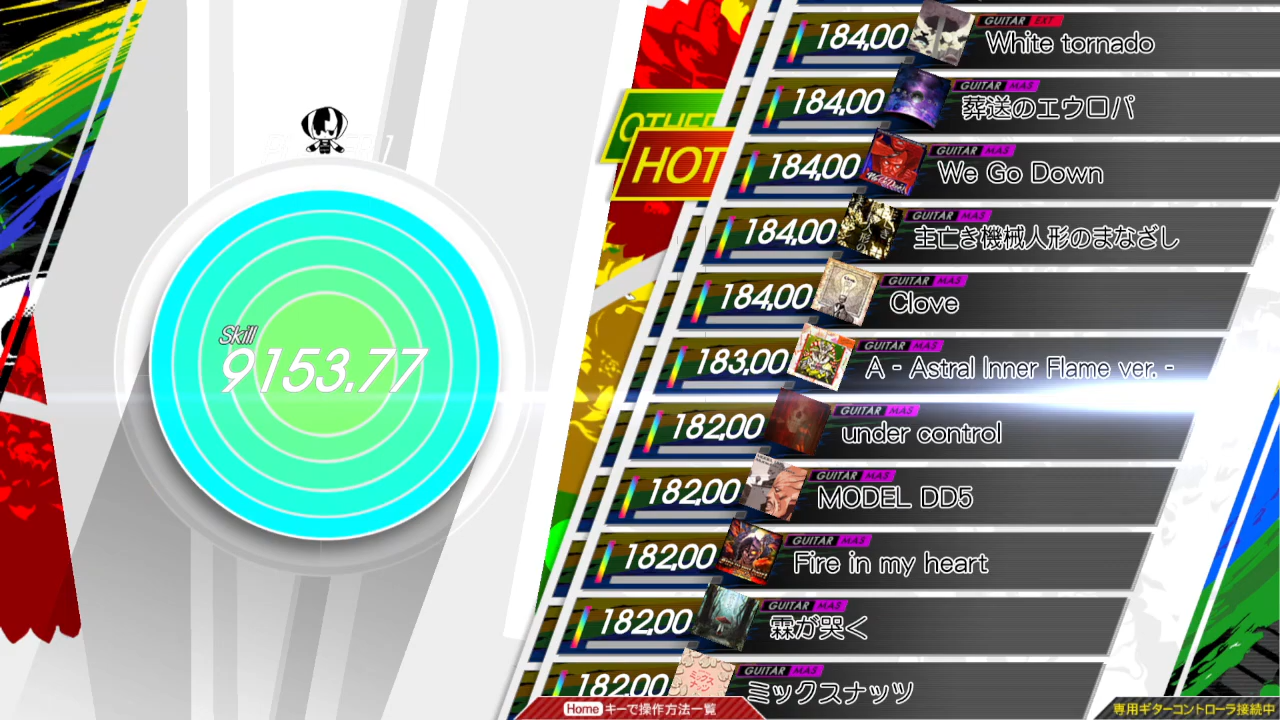 Skill
9153.77
OTHER
HOT
184.00 GUITAR EXT
White tornado
184.00 GUITAR MAS
葬送のエウロパ
184.00 GUITAR MAS
We Go Down
184.00 GUITAR MAS
主亡き機械人形のまなざし
184.00 GUITAR MAS
Clove
183.00 GUITAR MAS
A - Astral Inner Flame ver. -
182.00 GUITAR MAS
under control
182.00 GUITAR MAS
MODEL DD5
182.00 GUITAR MAS
Fire in my heart
182.00 GUITAR MAS
霖が哭く
182.00 GUITAR MAS
ミックスナッツ
Home キーで操作方法一覧
専用ギターコントローラ接続中